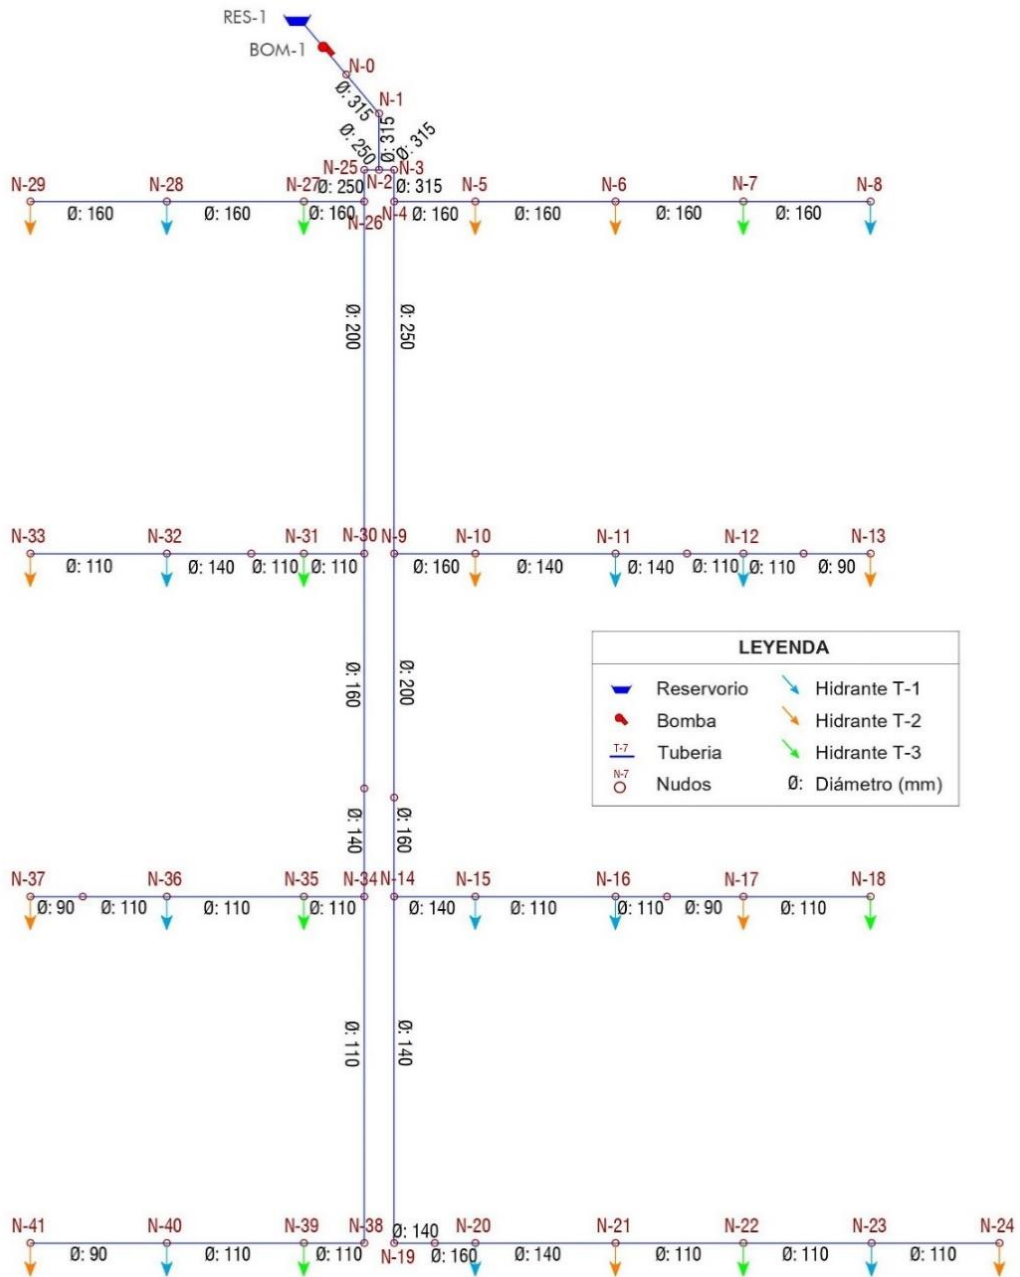 RES-1
BOM-1
N-0
Ø: 315
N-1
Ø: 250
Ø: 315
Ø: 315
N-25
N-2
N-3
N-29
N-28
N-27
Ø: 250
Ø: 315
N-5
N-6
N-7
N-8
Ø: 160
Ø: 160
Ø: 160
N-26
N-4
Ø: 160
Ø: 160
Ø: 160
Ø: 160
Ø: 200
Ø: 250
N-33
N-32
N-31
N-30
N-9
N-10
N-11
N-12
N-13
Ø: 110
Ø: 140
Ø: 110
Ø: 110
Ø: 160
Ø: 140
Ø: 140
Ø: 110
Ø: 110
Ø: 90
Ø: 160
Ø: 200
LEYENDA
Reservorio
Hidrante T-1
Bomba
Hidrante T-2
T-7
Tuberia
Hidrante T-3
N-7
Nudos
Ø: Diámetro (mm)
Ø: 140
Ø: 160
N-37
N-36
N-35
N-34
N-14
N-15
N-16
N-17
N-18
Ø: 90
Ø: 110
Ø: 110
Ø: 110
Ø: 140
Ø: 110
Ø: 110
Ø: 90
Ø: 110
Ø: 110
Ø: 140
N-41
N-40
N-39
N-38
Ø: 140
N-20
N-21
N-22
N-23
N-24
Ø: 90
Ø: 110
Ø: 110
N-19
Ø: 160
Ø: 140
Ø: 110
Ø: 110
Ø: 110